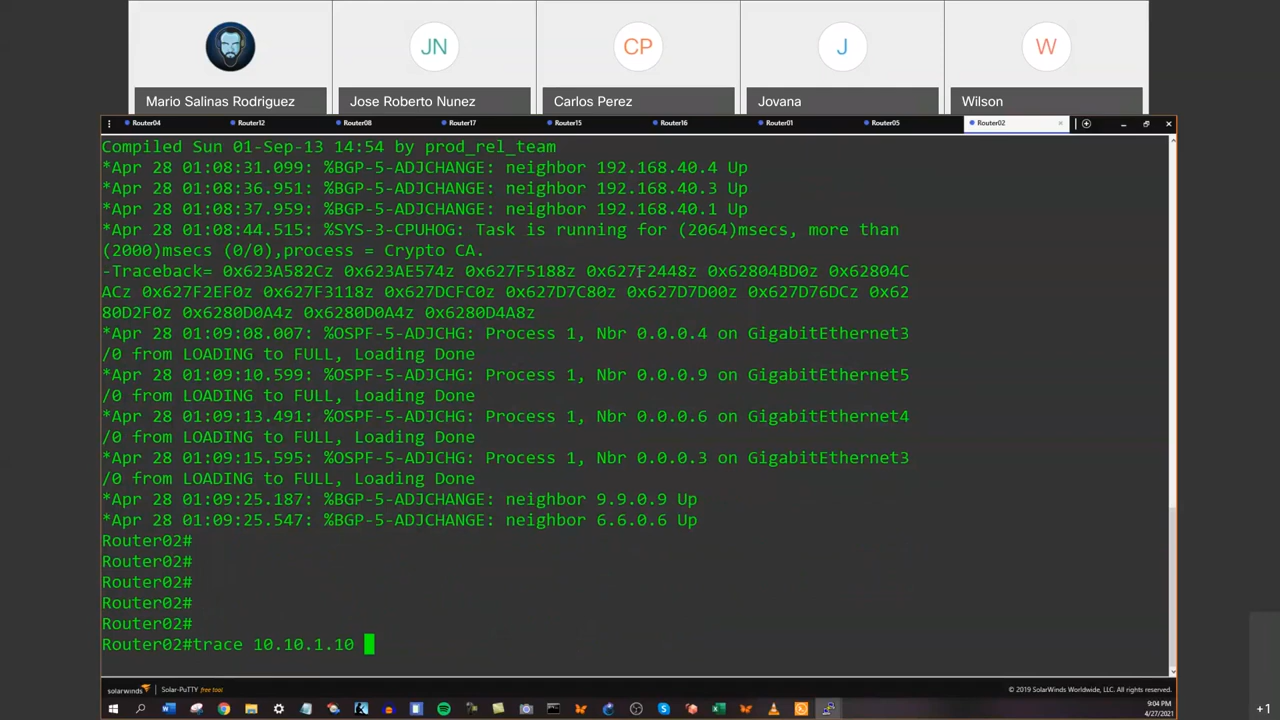 JN
CP
J
W
Mario Salinas Rodriguez
Jose Roberto Nunez
Carlos Perez
Jovana
Wilson
Router04 Router12 Router08 Router17 Router15 Router16 Router01 Router05 Router02
Compiled Sun 01-Sep-13 14:54 by prod_rel_team
*Apr 28 01:08:31.099: %BGP-5-ADJCHANGE: neighbor 192.168.40.4 Up
*Apr 28 01:08:36.951: %BGP-5-ADJCHANGE: neighbor 192.168.40.3 Up
*Apr 28 01:08:37.959: %BGP-5-ADJCHANGE: neighbor 192.168.40.1 Up
*Apr 28 01:08:44.515: %SYS-3-CPUHOG: Task is running for (2064)msecs, more than
(2000)msecs (0/0),process = Crypto CA.
-Traceback= 0x623A582Cz 0x623AE574z 0x627F5188z 0x627F2448z 0x62804BD0z 0x62804C
ACz 0x627F2EF0z 0x627F3118z 0x627DCFC0z 0x627D7C80z 0x627D7D00z 0x627D76DCz 0x62
80D2F0z 0x6280D0A4z 0x6280D0A4z 0x6280D4A8z
*Apr 28 01:09:08.007: %OSPF-5-ADJCHG: Process 1, Nbr 0.0.0.4 on GigabitEthernet3
/0 from LOADING to FULL, Loading Done
*Apr 28 01:09:10.599: %OSPF-5-ADJCHG: Process 1, Nbr 0.0.0.9 on GigabitEthernet5
/0 from LOADING to FULL, Loading Done
*Apr 28 01:09:13.491: %OSPF-5-ADJCHG: Process 1, Nbr 0.0.0.6 on GigabitEthernet4
/0 from LOADING to FULL, Loading Done
*Apr 28 01:09:15.595: %OSPF-5-ADJCHG: Process 1, Nbr 0.0.0.3 on GigabitEthernet3
/0 from LOADING to FULL, Loading Done
*Apr 28 01:09:25.187: %BGP-5-ADJCHANGE: neighbor 9.9.0.9 Up
*Apr 28 01:09:25.547: %BGP-5-ADJCHANGE: neighbor 6.6.0.6 Up
Router02#
Router02#
Router02#
Router02#
Router02#
Router02#trace 10.10.1.10
solarwinds Solar-PuTTY free tool © 2019 SolarWinds Worldwide, LLC. All rights reserved.
9:04 PM
4/27/2021
+1